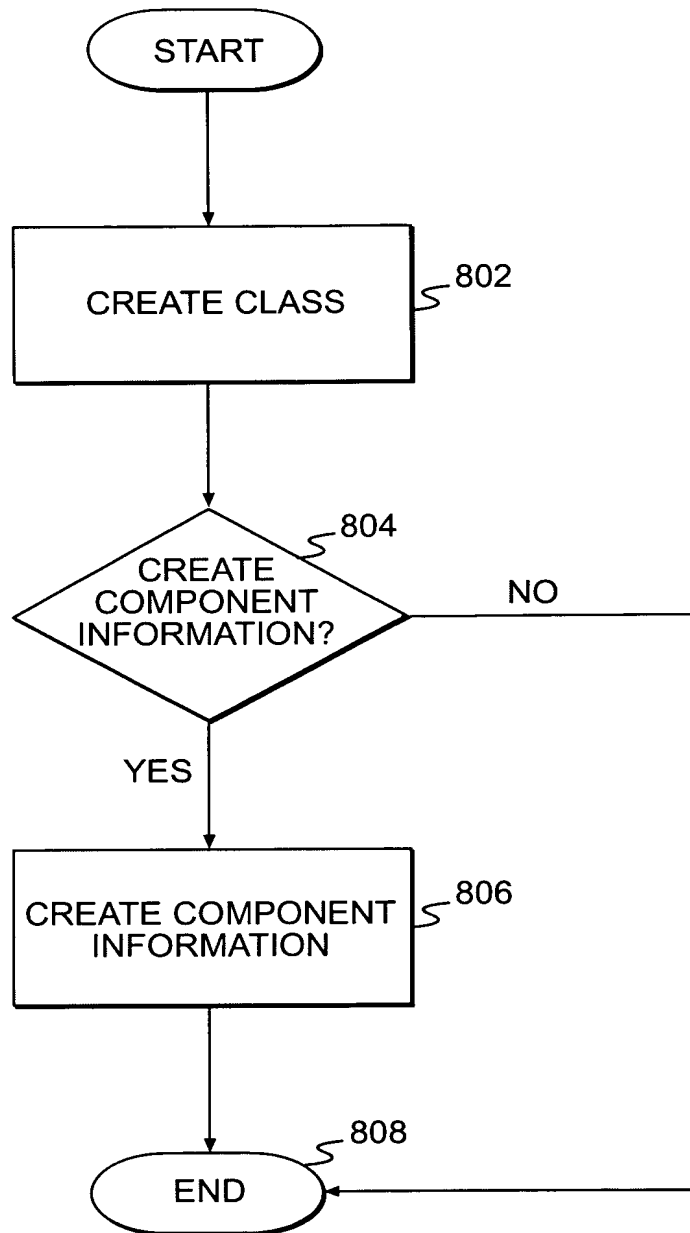 START
CREATE CLASS
802
804
CREATE
COMPONENT
INFORMATION?
NO
YES
806
CREATE COMPONENT
INFORMATION
808
END